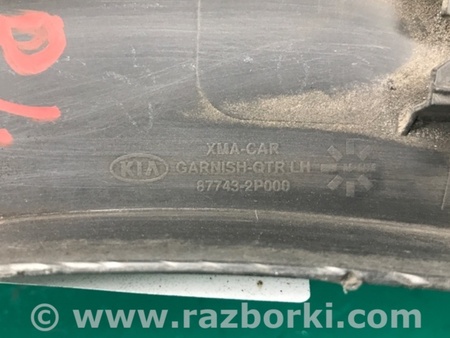 XMA-CAR
KIA GARNISH-QTR LH
87743-2P000
© www.razborki.com